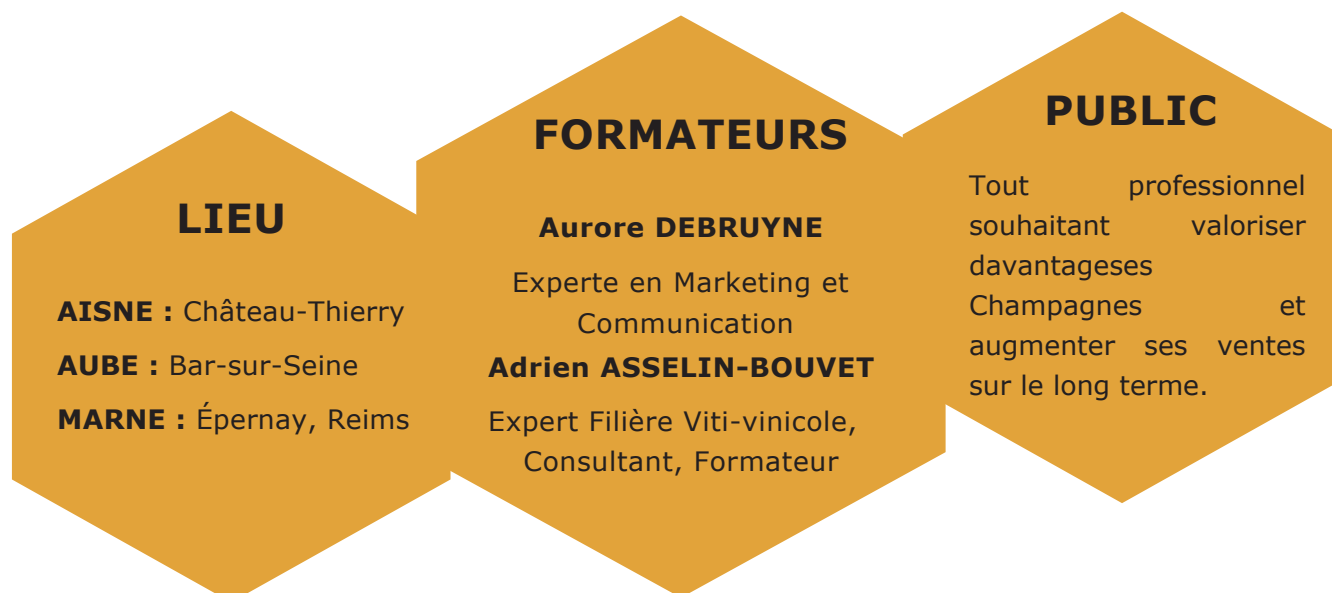 LIEU
AISNE : Château-Thierry
AUBE : Bar-sur-Seine
MARNE : Épernay, Reims
FORMATEURS
Aurore DEBRUYNE
Experte en Marketing et
Communication
Adrien ASSELIN-BOUVET
Expert Filière Viti-vinicole,
Consultant, Formateur
PUBLIC
Tout professionnel
souhaitant valoriser
davantageses
Champagnes et
augmenter ses ventes
sur le long terme.